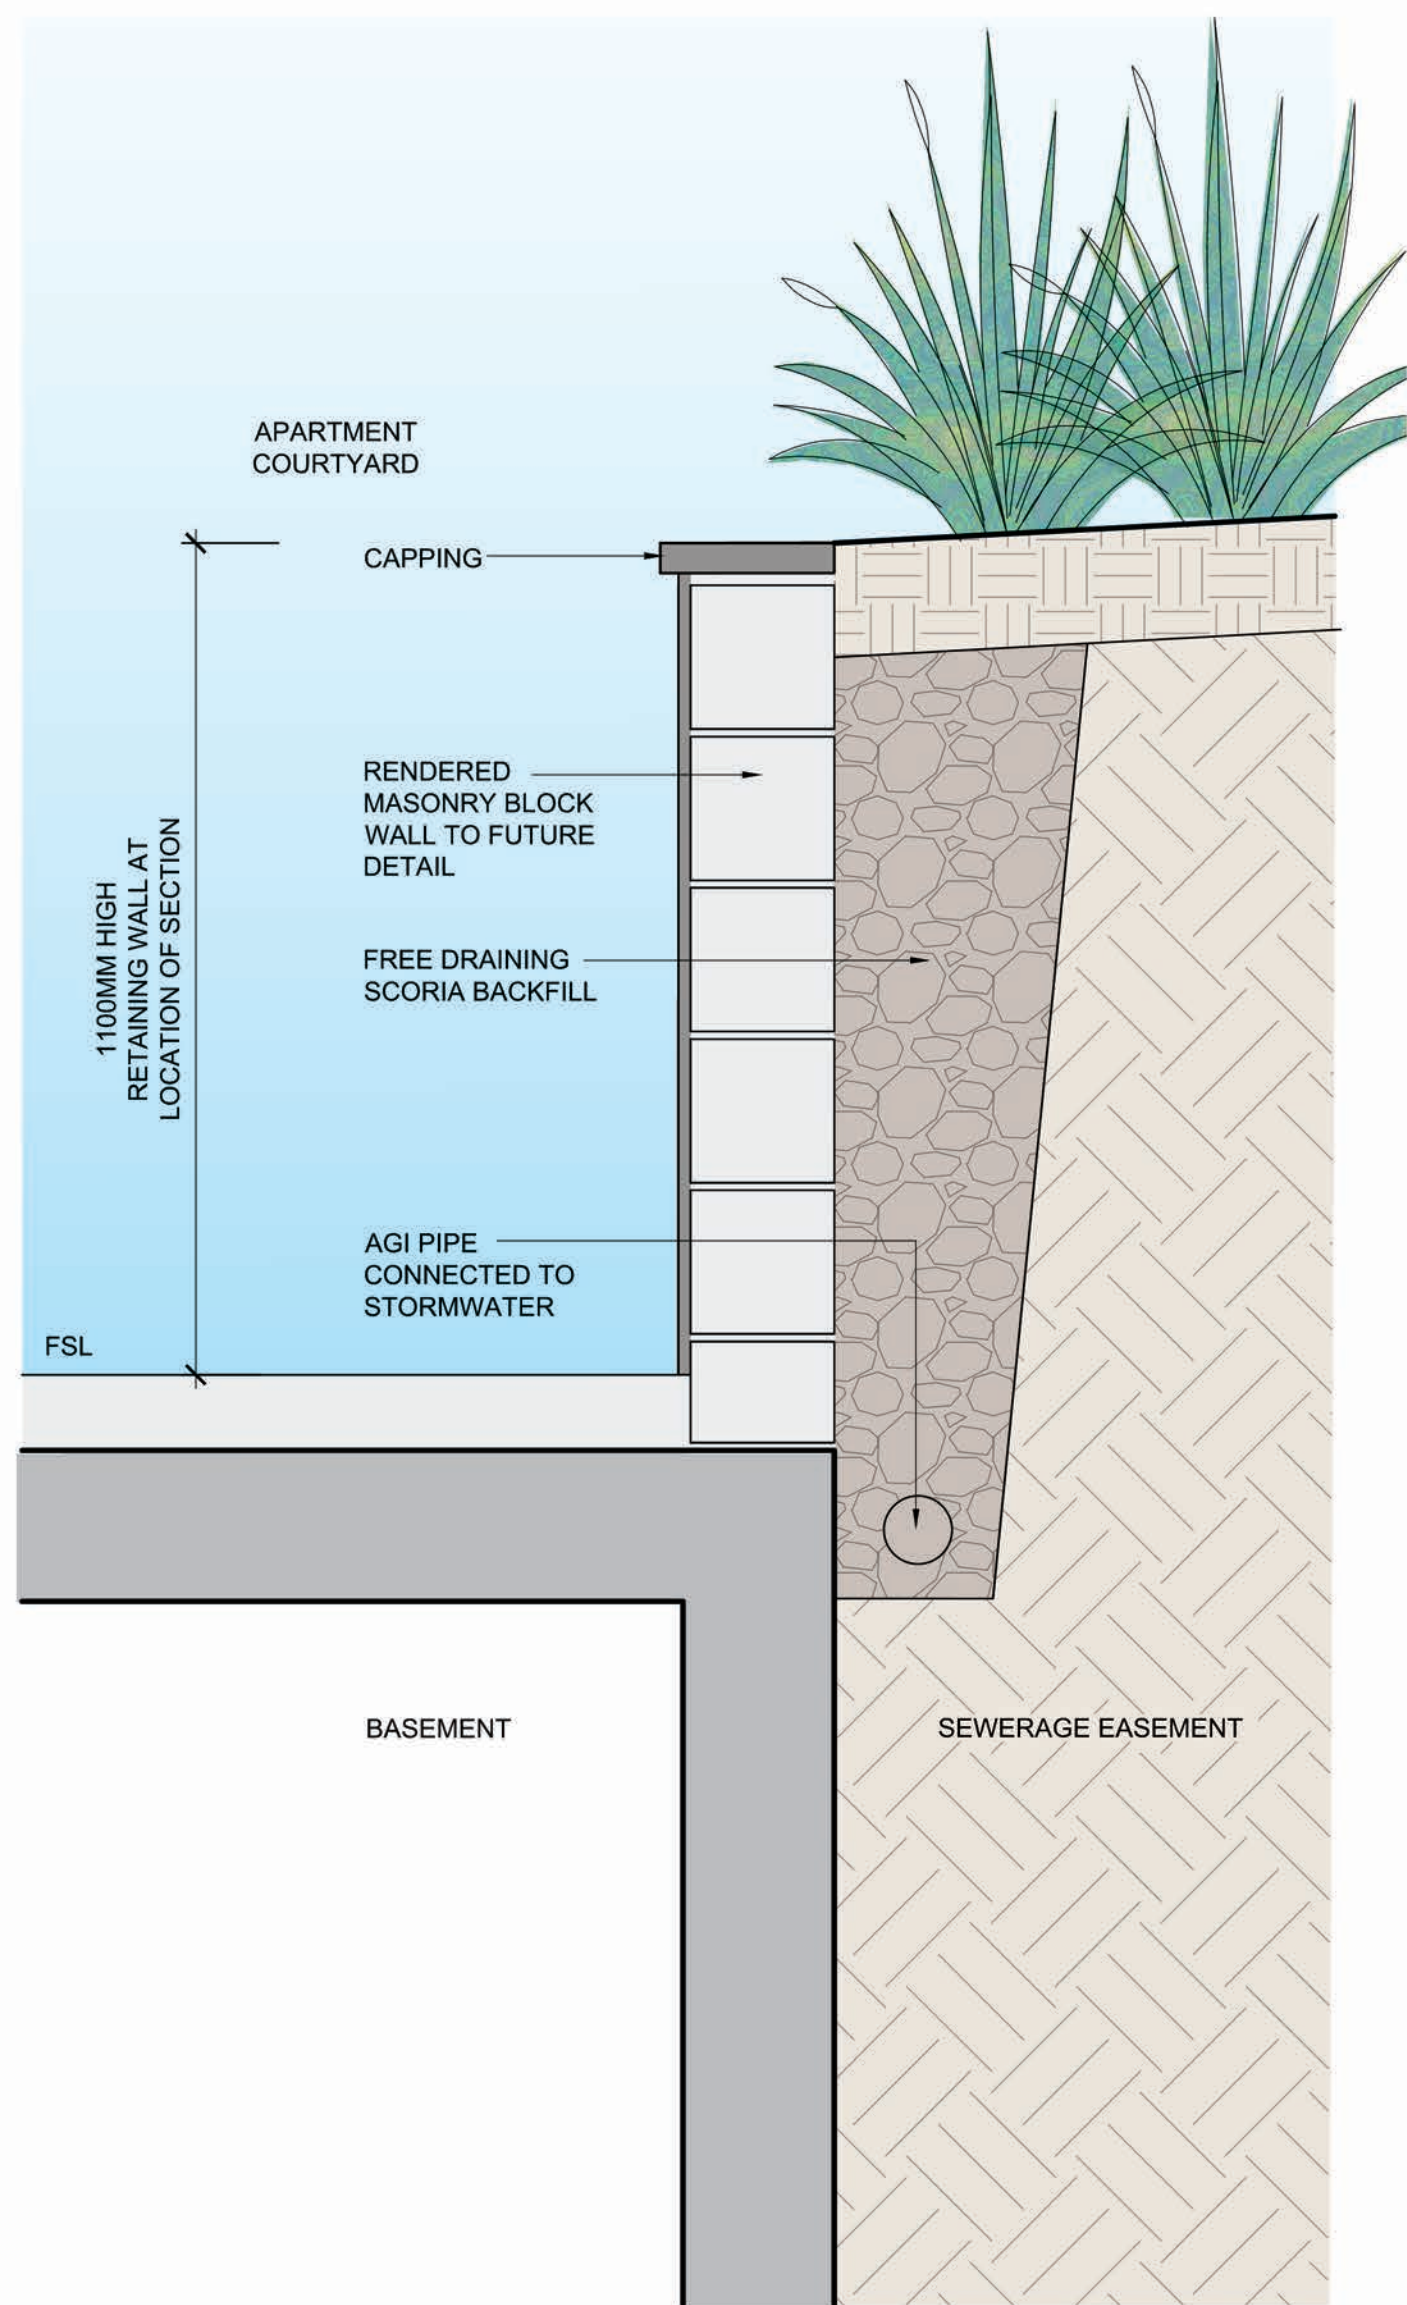 APARTMENT
COURTYARD
CAPPING
RENDERED
MASONRY BLOCK
WALL TO FUTURE
DETAIL
1100MM HIGH
RETAINING WALL AT
LOCATION OF SECTION
FREE DRAINING
SCORIA BACKFILL
AGI PIPE
CONNECTED TO
STORMWATER
FSL
BASEMENT
SEWERAGE EASEMENT